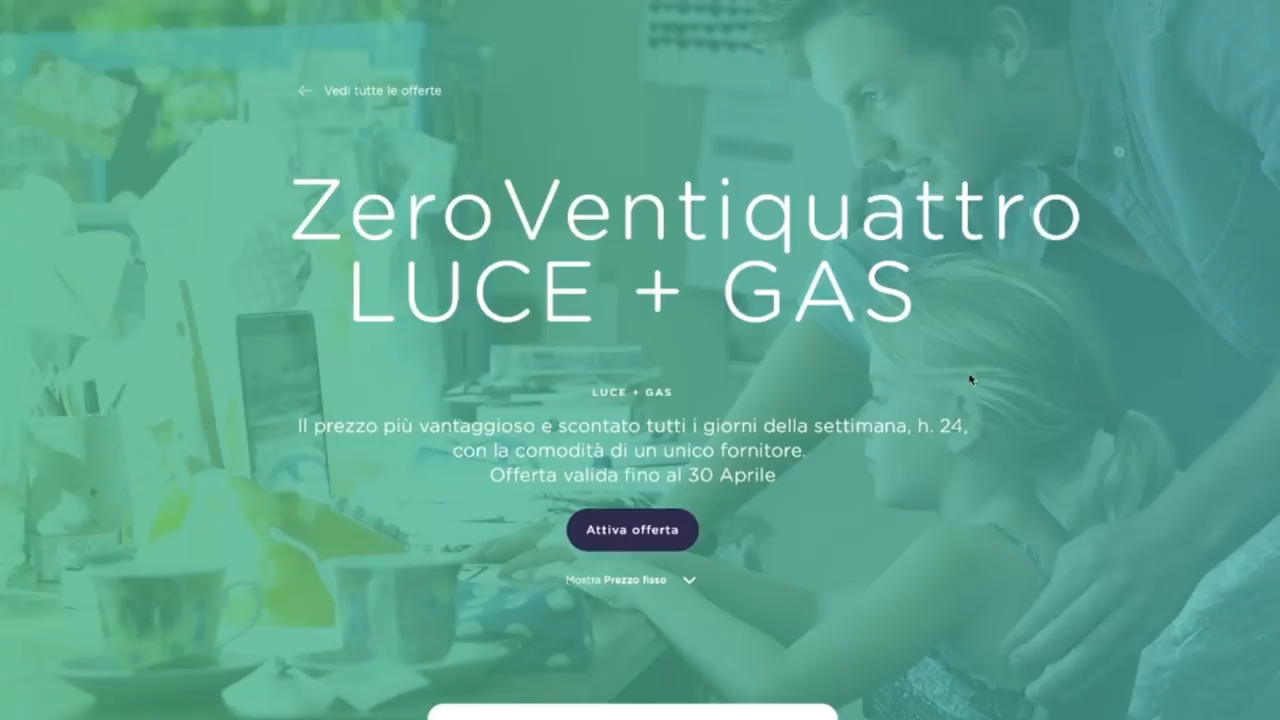 ← Vedi tutte le offerte
ZeroVentiquattro
LUCE + GAS
LUCE + GAS
Il prezzo più vantaggioso e scontato tutti i giorni della settimana, h. 24,
con la comodità di un unico fornitore.
Offerta valida fino al 30 Aprile
Attiva offerta
Mostra Prezzo fisso